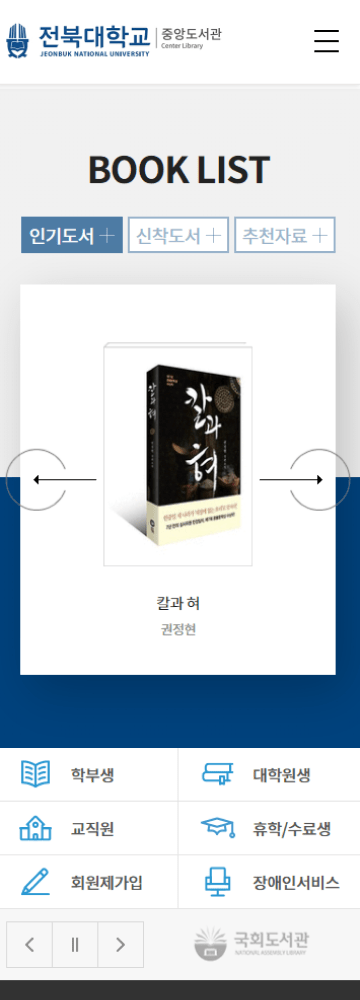 전북대학교 중앙도서관
JEONBUK NATIONAL UNIVERSITY Center Library
BOOK LIST
인기도서 신착도서 추천자료
칼과
혀
칼과 혀
권정현
학부생 대학원생
교직원 휴학/수료생
회원제가입 장애인서비스
국회도서관
NATIONAL ASSEMBLY LIBRARY